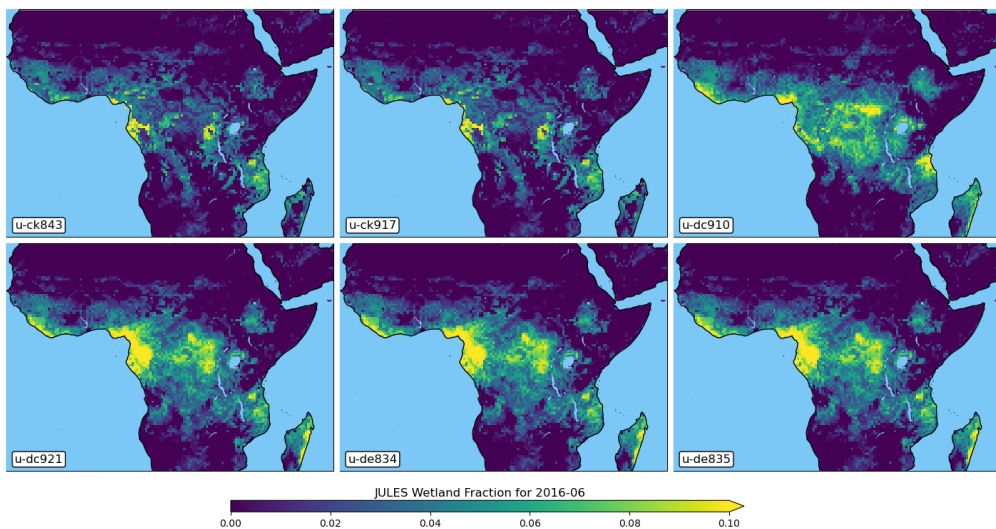 u-ck843
u-ck917
u-dc910
u-dc921
u-de834
u-de835
JULES Wetland Fraction for 2016-06
0.00 0.02 0.04 0.06 0.08 0.10